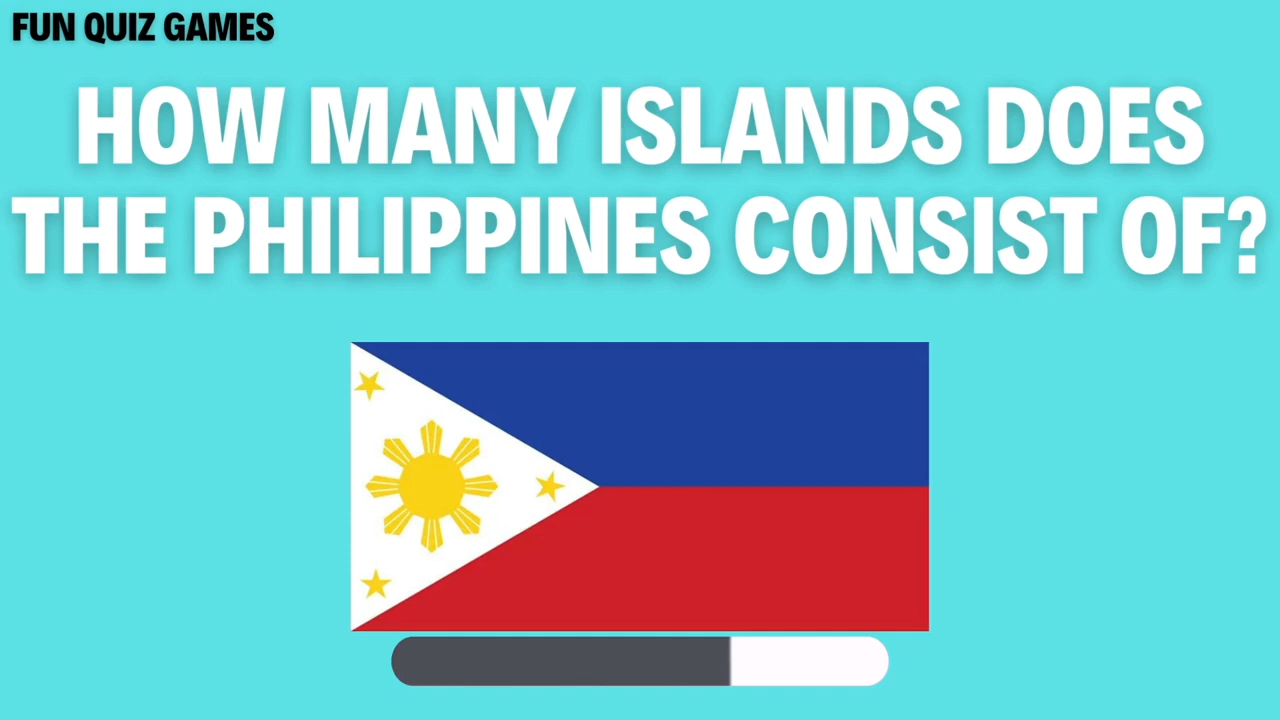 FUN QUIZ GAMES
HOW MANY ISLANDS DOES
THE PHILIPPINES CONSIST OF?